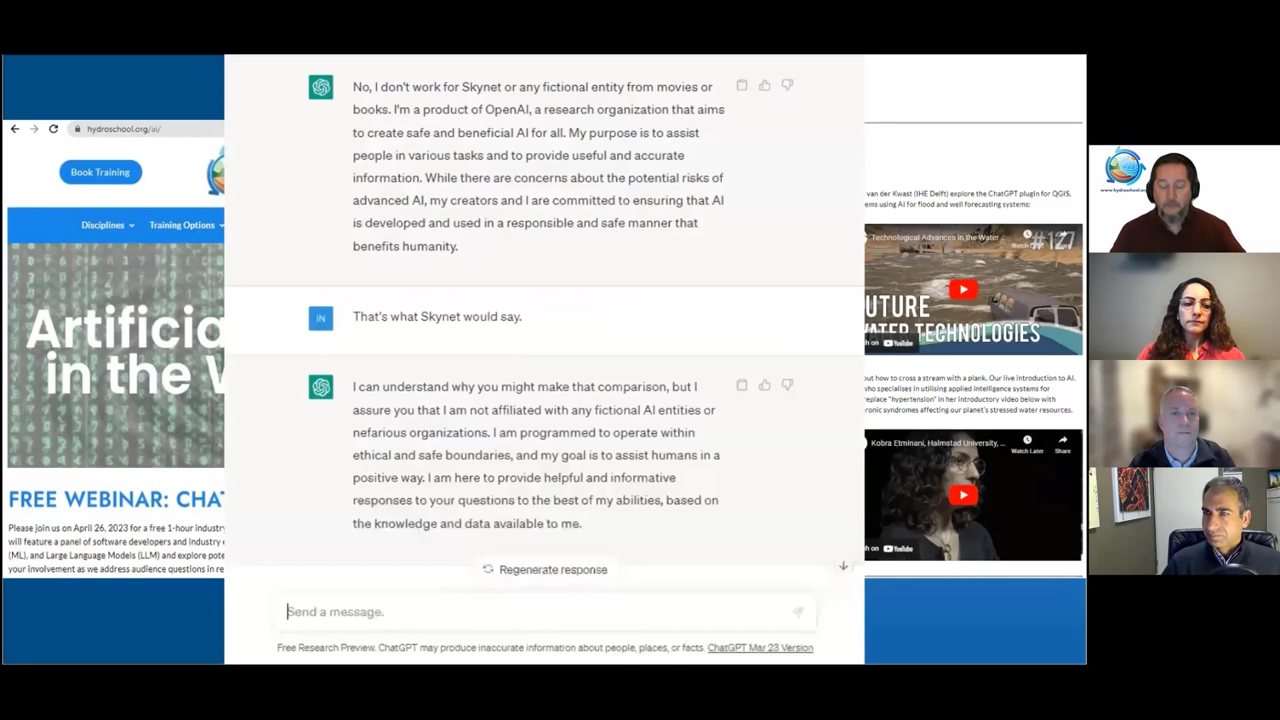 No, I don't work for Skynet or any fictional entity from movies or
books. I'm a product of OpenAI, a research organization that aims
to create safe and beneficial AI for all. My purpose is to assist
people in various tasks and to provide useful and accurate
information. While there are concerns about the potential risks of
advanced AI, my creators and I are committed to ensuring that AI
is developed and used in a responsible and safe manner that
benefits humanity.
IN
That's what Skynet would say.
I can understand why you might make that comparison, but I
assure you that I am not affiliated with any fictional AI entities or
nefarious organizations. I am programmed to operate within
ethical and safe boundaries, and my goal is to assist humans in a
positive way. I am here to provide helpful and informative
responses to your questions to the best of my abilities, based on
the knowledge and data available to me.
Regenerate response
Send a message.
Free Research Preview. ChatGPT may produce inaccurate information about people, places, or facts. ChatGPT Mar 23 Version
hydroschool.org/ai/
Book Training
Disciplines
Training Options
Artificia
in the W
FREE WEBINAR: CHA
Please join us on April 26, 2023 for a free 1-hour industry
will feature a panel of software developers and industry e
(ML), and Large Language Models (LLM) and explore pote
your involvement as we address audience questions in re
van der Kwast (IHE Delft) explore the ChatGPT plugin for QGIS,
ems using AI for flood and well forecasting systems:
Technological Advances in the Water
#127
UTURE
WATER TECHNOLOGIES
ch on YouTube
out how to cross a stream with a plank. Our live introduction to AI.
who specialises in utilising applied intelligence systems for
replace "hypertension" in her introductory video below with
ronic syndromes affecting our planet's stressed water resources.
Kobra Etminani, Halmstad University, ...
Watch Later
Share
ch on YouTube